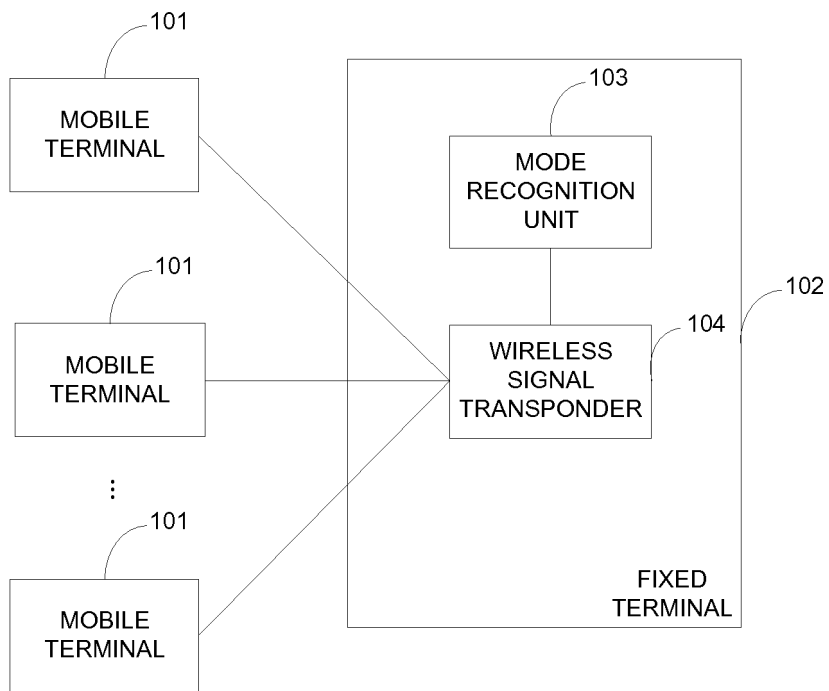 101
MOBILE
TERMINAL
103
MODE
RECOGNITION
UNIT
101
MOBILE
TERMINAL
102
104
WIRELESS
SIGNAL
TRANSPONDER
...
101
MOBILE
TERMINAL
FIXED
TERMINAL